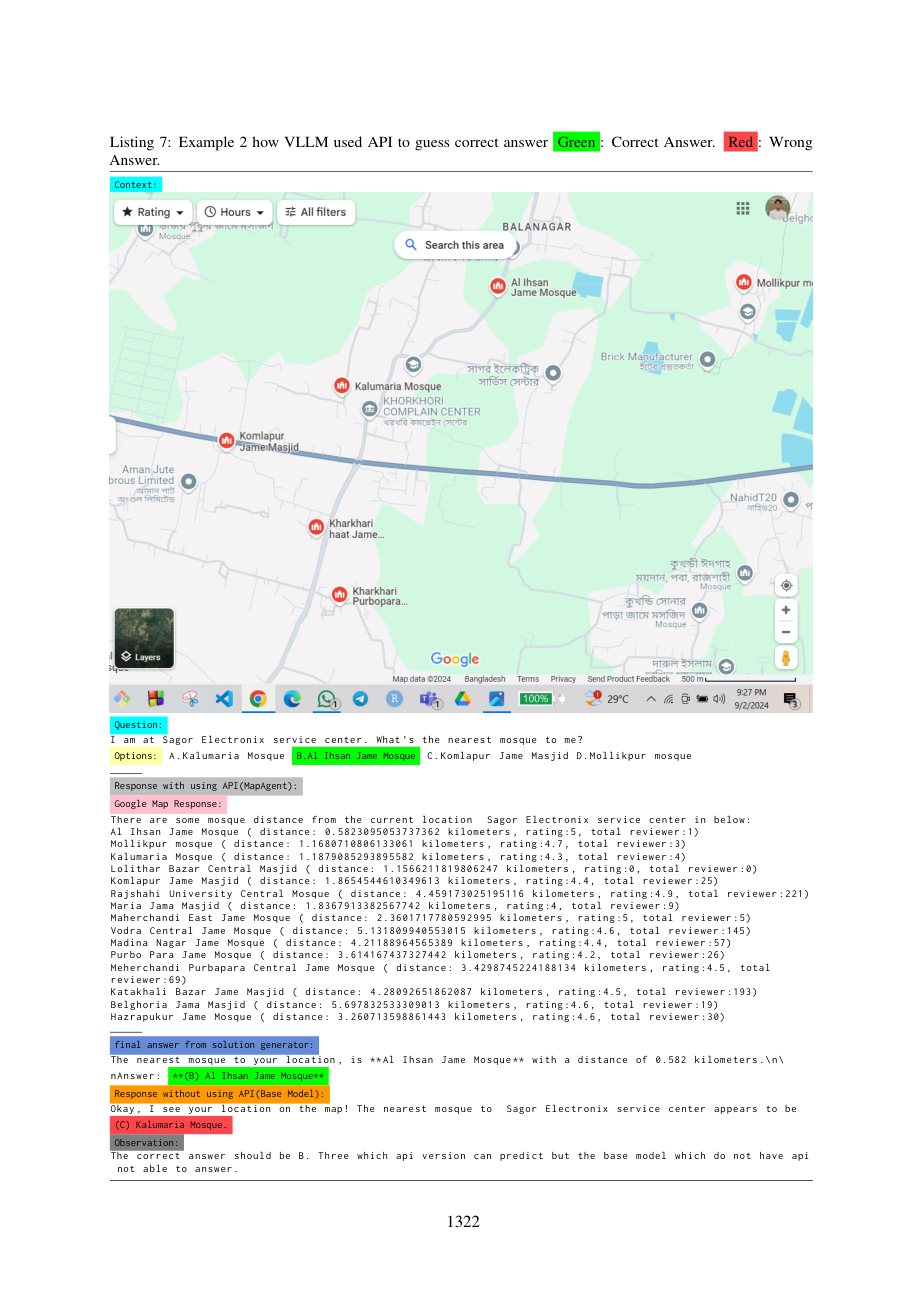 Listing 7: Example 2 how VLLM used API to guess correct answer Green : Correct Answer. Red : Wrong
Answer.
Context:
Rating
Hours
All filters
Mosque
BALANAGAR
Search this area
Al Ihsan
Jame Mosque
Mollikpur m
Brick Manufacturer
ইটের প্রস্তুতকর্তা
সাগর ইলেকট্রিক
সার্ভিস সেন্টার
Kalumaria Mosque
KHORKHORI
COMPLAIN CENTER
খরখরি কমপ্লেইন সেন্টার
Komlapur
Jame Masjid
Aman Jute
brous Limited
আমান পাট
NahidT20
নাহিড20
Kharkhari
haat Jame...
কুখন্ডী ঈদগাহ
ময়দান, পবা, রাজশাহী
Mosque
Kharkhari
Purbopara...
কুখন্ডি সোনার
পাড়া জামে মসজিদ
Mosque
Layers
Google
দারুল ইসলাম
Map data ©2024 Bangladesh Terms Privacy Send Product Feedback 500 m
100%
29°C
9:27 PM
9/2/2024
Question:
I am at Sagor Electronix service center. What's the nearest mosque to me?
Options: A.Kalumaria Mosque B.Al Ihsan Jame Mosque C.Komlapur Jame Masjid D.Mollikpur mosque
Response with using API(MapAgent):
Google Map Response:
There are some mosque distance from the current location Sagor Electronix service center in below:
Al Ihsan Jame Mosque ( distance: 0.5823095053737362 kilometers, rating:5, total reviewer:1)
Mollikpur mosque ( distance: 1.1680710806133061 kilometers, rating:4.7, total reviewer:3)
Kalumaria Mosque ( distance: 1.1879085293895582 kilometers, rating:4.3, total reviewer:4)
Lolithar Bazar Central Masjid ( distance: 1.1566211819806247 kilometers, rating:0, total reviewer:0)
Komlapur Jame Masjid ( distance: 1.8654544610349613 kilometers, rating:4.4, total reviewer:25)
Rajshahi University Central Mosque ( distance: 4.459173025195116 kilometers, rating:4.9, total reviewer:221)
Maria Jama Masjid ( distance: 1.8367913382567742 kilometers, rating:4, total reviewer:9)
Maherchandi East Jame Mosque ( distance: 2.3601717780592995 kilometers, rating:5, total reviewer:5)
Vodra Central Jame Mosque ( distance: 5.131809940553015 kilometers, rating:4.6, total reviewer:145)
Madina Nagar Jame Mosque ( distance: 4.21188964565389 kilometers, rating:4.4, total reviewer:57)
Purbo Para Jame Mosque ( distance: 3.614167437327442 kilometers, rating:4.2, total reviewer:26)
Meherchandi Purbapara Central Jame Mosque ( distance: 3.4298745224188134 kilometers, rating:4.5, total
reviewer:69)
Katakhali Bazar Jame Masjid ( distance: 4.28092651862087 kilometers, rating:4.5, total reviewer:193)
Belghoria Jama Masjid ( distance: 5.697832533309013 kilometers, rating:4.6, total reviewer:19)
Hazrapukur Jame Mosque ( distance: 3.260713598861443 kilometers, rating:4.6, total reviewer:30)
final answer from solution generator:
The nearest mosque to your location, is **Al Ihsan Jame Mosque** with a distance of 0.582 kilometers.\n\
nAnswer: **(B) Al Ihsan Jame Mosque**
Response without using API(Base Model):
Okay, I see your location on the map! The nearest mosque to Sagor Electronix service center appears to be
(C) Kalumaria Mosque.
Observation:
The correct answer should be B. Three which api version can predict but the base model which do not have api
not able to answer.
1322